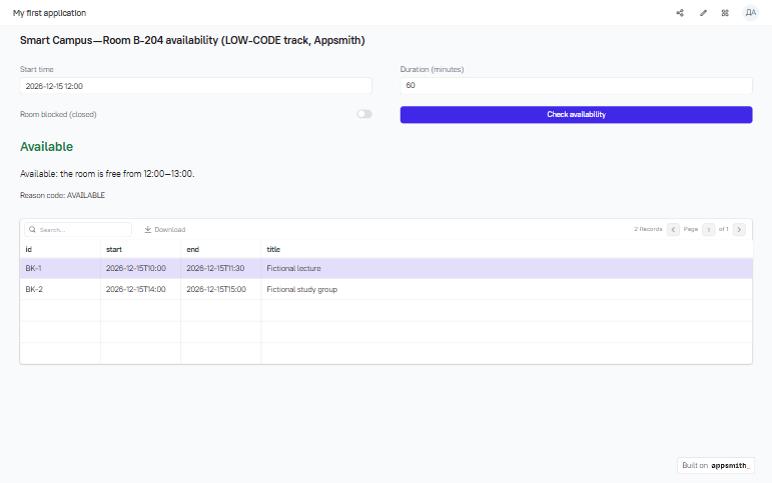 My first application
ДА
Smart Campus—Room B-204 availability (LOW-CODE track, Appsmith)
Start time
Duration (minutes)
2026-12-15 12:00
60
Room blocked (closed)
Check availability
Available
Available: the room is free from 12:00–13:00.
Reason code: AVAILABLE
Search...
Download
2 Records
Page 1 of 1
id start end title
BK-1 2026-12-15T10:00 2026-12-15T11:30 Fictional lecture
BK-2 2026-12-15T14:00 2026-12-15T15:00 Fictional study group
Built on appsmith_